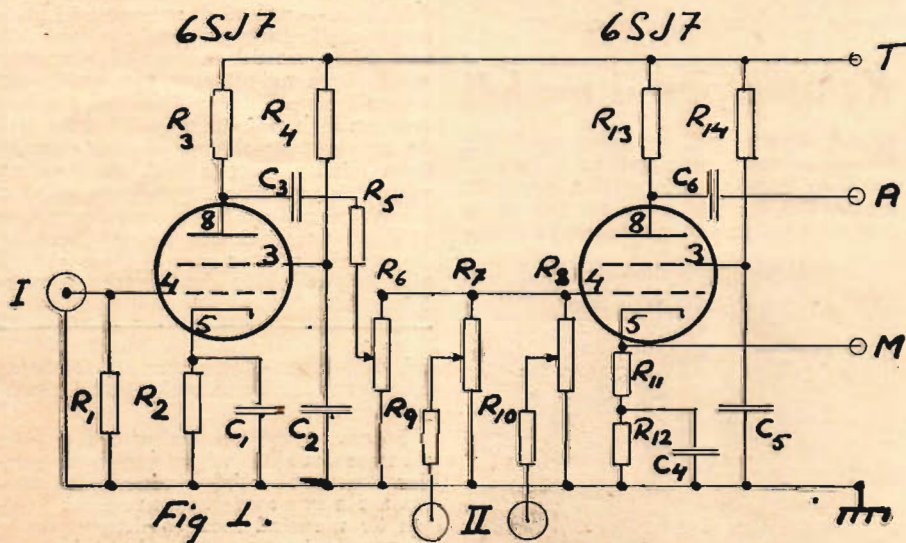 6SJ7 6SJ7
T
R3 R4 R13 R14
C3 R5 C6 A
8 8
3 3
I 4 R6 R7 R8 4
5 5
M
R11
R1 R2 C1 C2 R9 R10 R12 C4 C5
Fig 1. II